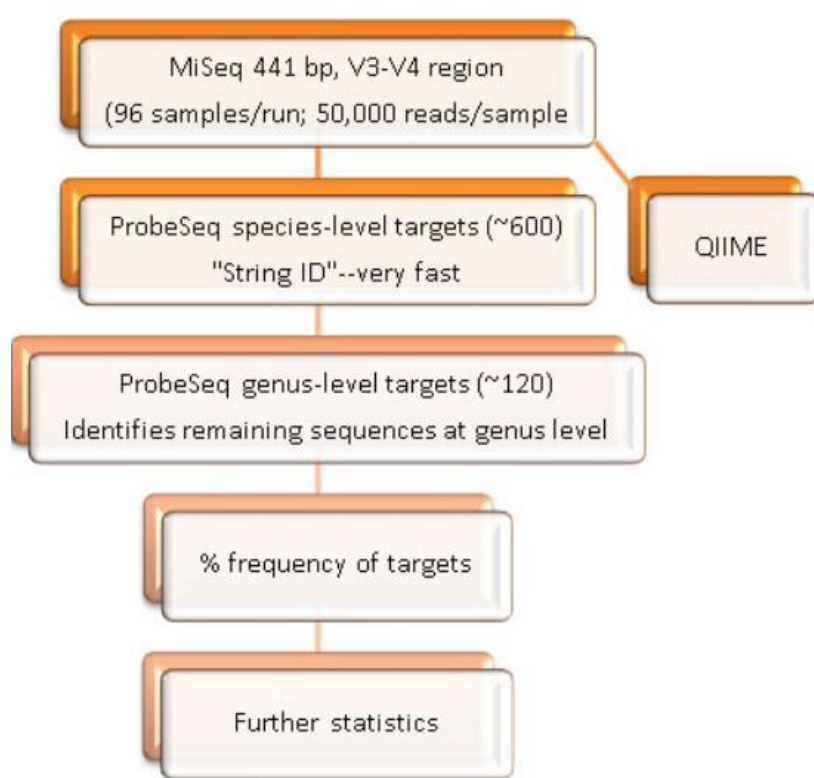 MiSeq 441 bp, V3-V4 region
(96 samples/run; 50,000 reads/sample
ProbeSeq species-level targets (~600)
"String ID"--very fast
QIIME
ProbeSeq genus-level targets (~120)
Identifies remaining sequences at genus level
% frequency of targets
Further statistics